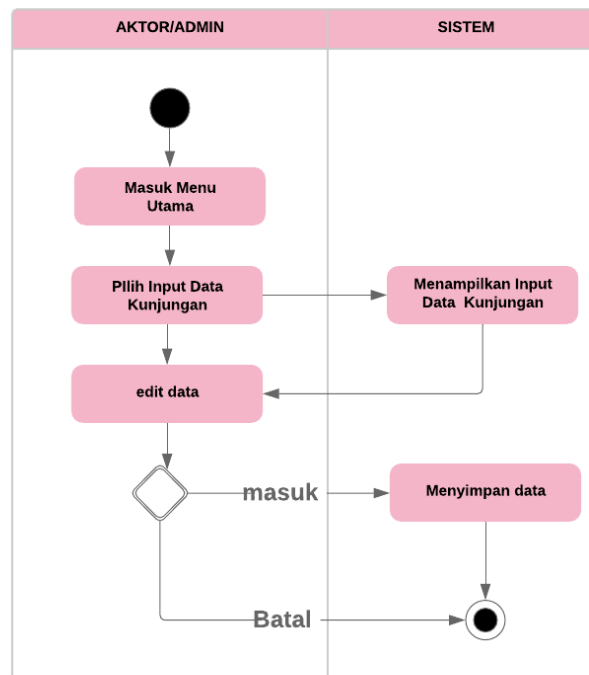 AKTOR/ADMIN
SISTEM
Masuk Menu
Utama
PIlih Input Data
Kunjungan
Menampilkan Input
Data Kunjungan
edit data
masuk
Menyimpan data
Batal